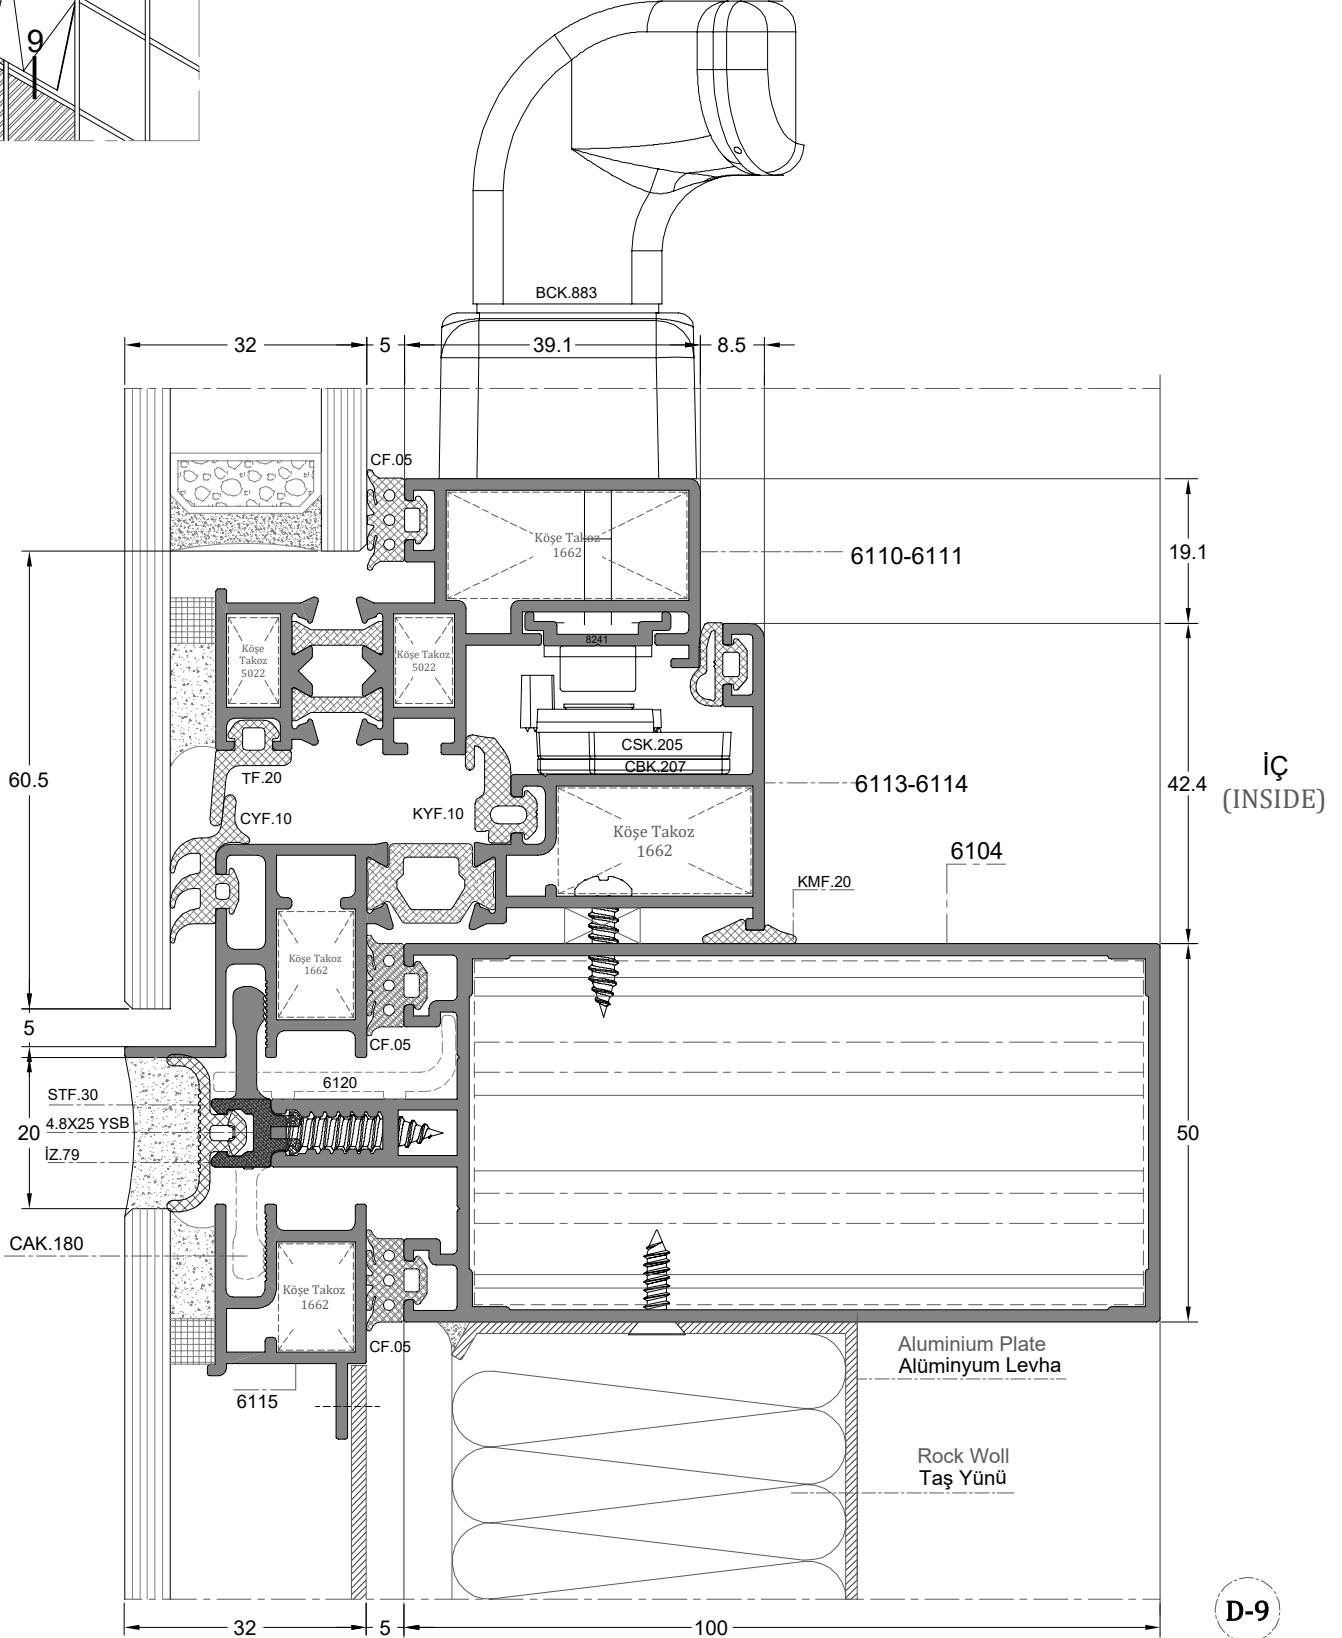 9
BCK.883
32
5
39.1
8.5
CF.05
Köşe Takoz
1662
6110-6111
19.1
8241
Köşe
Takoz
5022
Köşe Takoz
5022
CSK.205
CBK.207
TF.20
60.5
CYF.10
KYF.10
6113-6114
42.4
İÇ
(INSIDE)
Köşe Takoz
1662
6104
KMF.20
Köşe Takoz
1662
5
CF.05
6120
STF.30
4.8X25 YSB
20
İZ.79
50
CAK.180
Köşe Takoz
1662
CF.05
6115
Aluminium Plate
Alüminyum Levha
Rock Woll
Taş Yünü
32
5
100
D-9